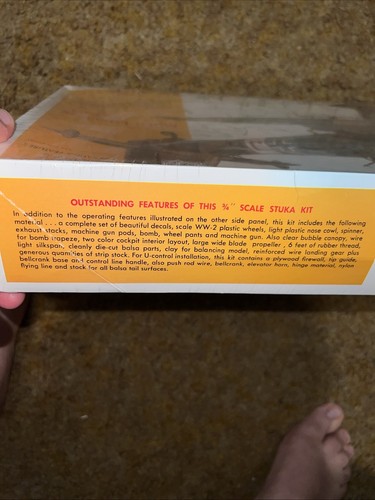 OUTSTANDING FEATURES OF THIS ¾" SCALE STUKA KIT
In addition to the operating features illustrated on the other side panel, this kit includes the following
material . . . a complete set of beautiful decals, scale WW-2 plastic wheels, light plastic nose cowl, spinner,
exhaust stacks, machine gun pods, bomb, wheel pants and machine gun. Also clear bubble canopy, wire
for bomb trapeze, two color cockpit interior layout, large wide blade propeller , 6 feet of rubber thread,
light silkspan, cleanly die-cut balsa parts, clay for balancing model, reinforced wire landing gear plus
generous quantities of strip stock. For U-control installation, this kit contains a plywood firewall, tip guide,
bellcrank base and control line handle, also push rod wire, bellcrank, elevator horn, hinge material, nylon
flying line and stock for all balsa tail surfaces.